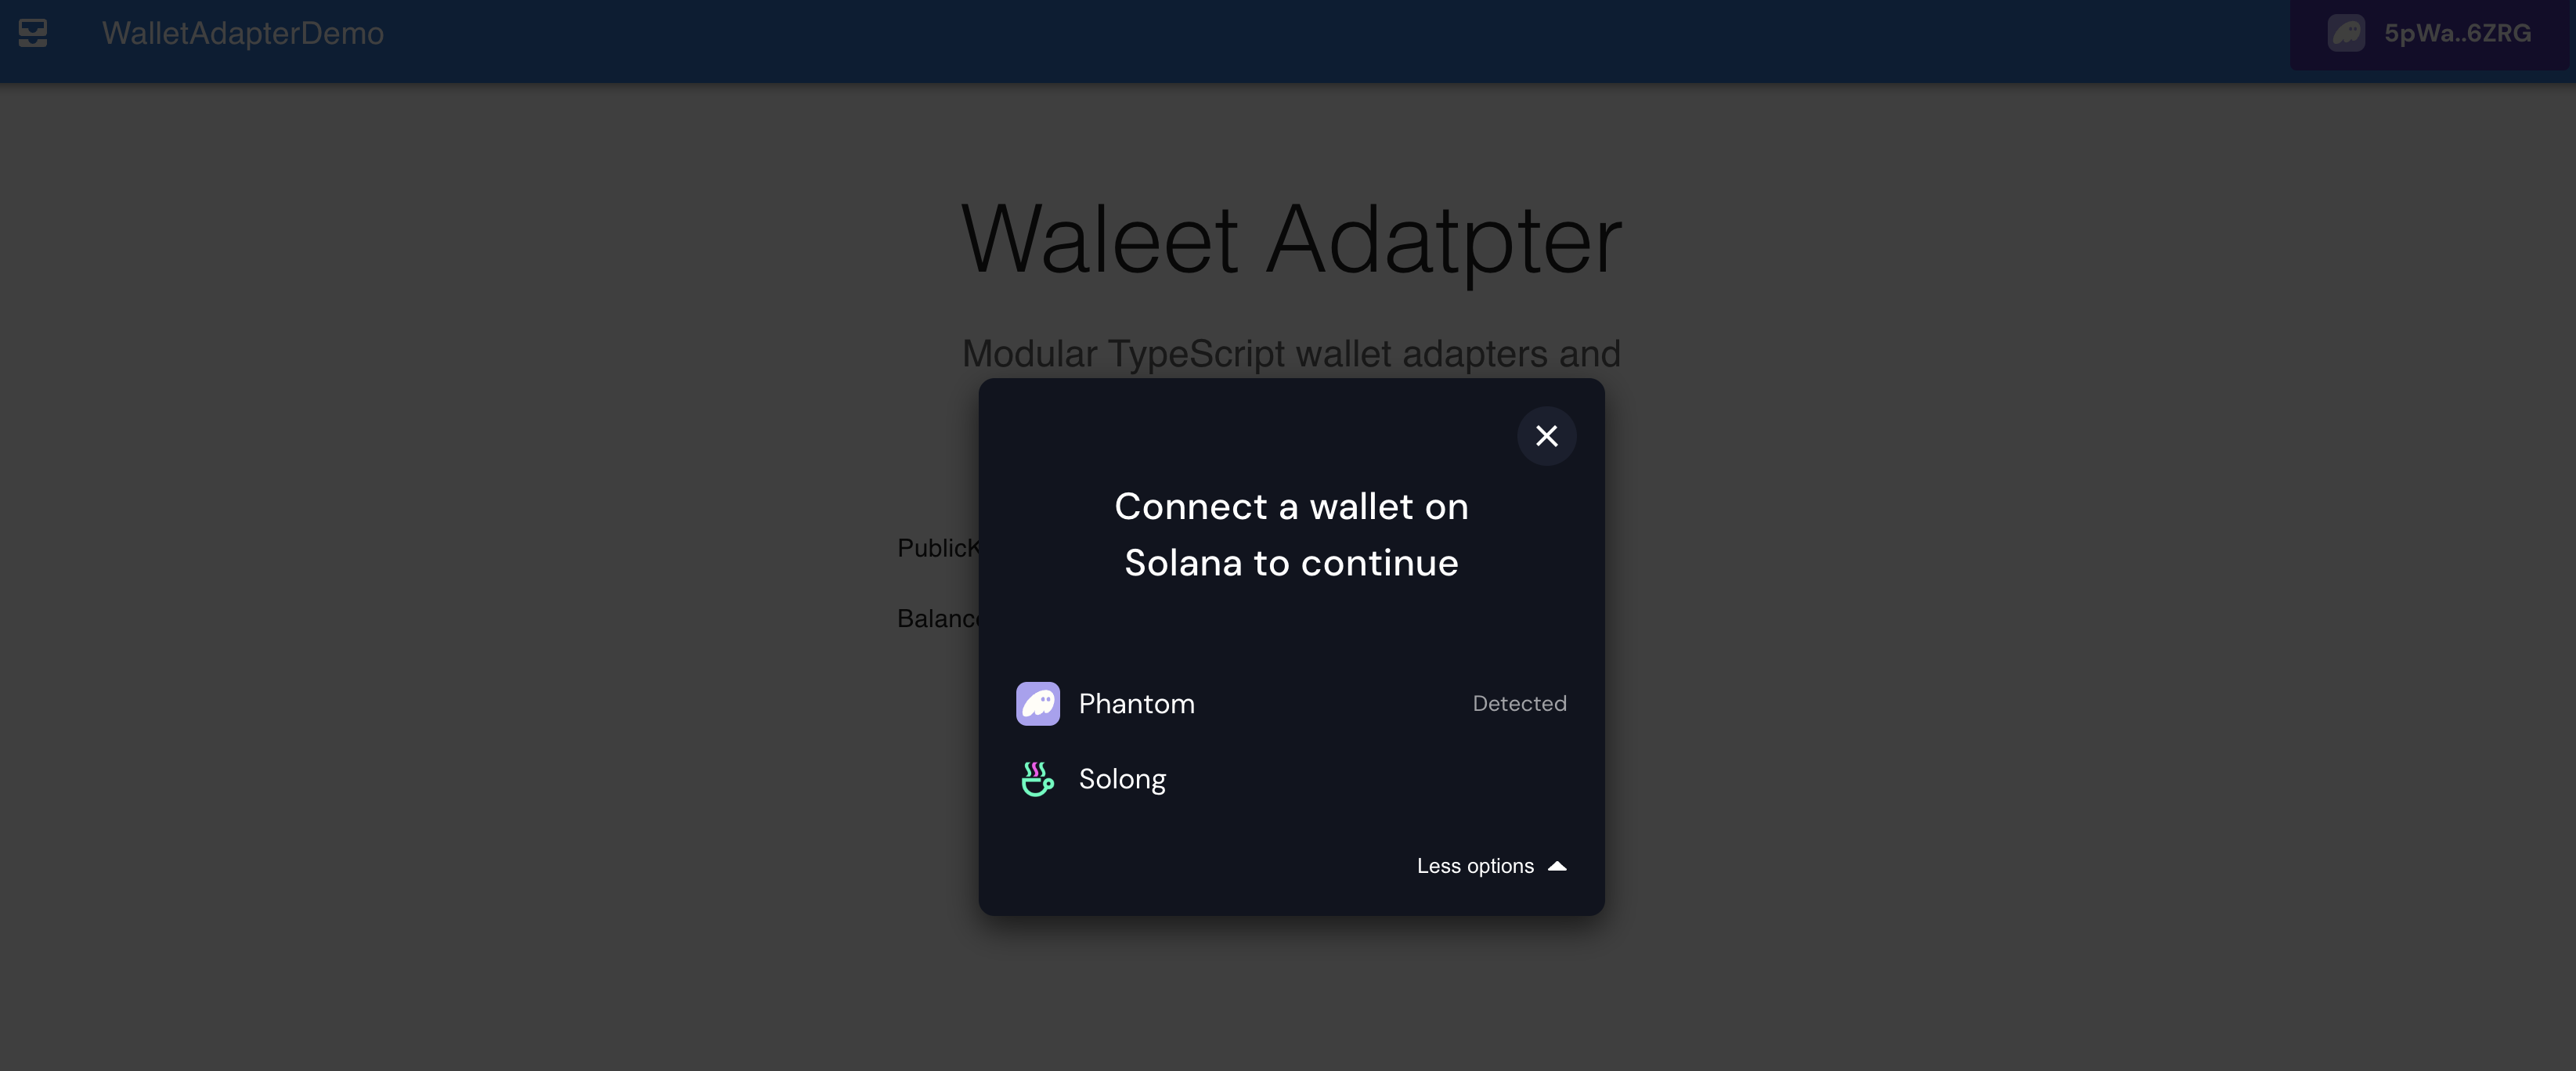 WalletAdapterDemo
5pWa..6ZRG
Waleet Adatpter
Modular TypeScript wallet adapters and
Connect a wallet on
Solana to continue
PublicK
Balance
Phantom
Detected
Solong
Less options